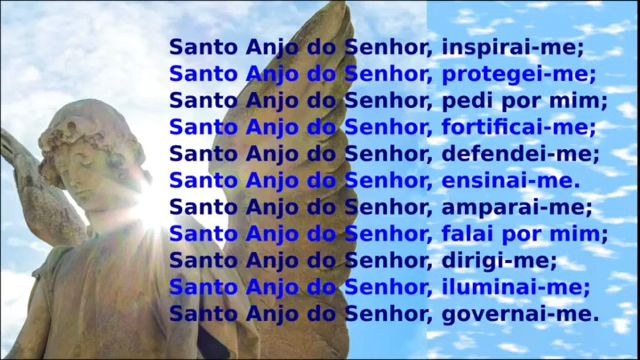 Santo Anjo do Senhor, inspirai-me;
Santo Anjo do Senhor, protegei-me;
Santo Anjo do Senhor, pedi por mim;
Santo Anjo do Senhor, fortificai-me;
Santo Anjo do Senhor, defendei-me;
Santo Anjo do Senhor, ensinai-me.
Santo Anjo do Senhor, amparai-me;
Santo Anjo do Senhor, falai por mim;
Santo Anjo do Senhor, dirigi-me;
Santo Anjo do Senhor, iluminai-me;
Santo Anjo do Senhor, governai-me.